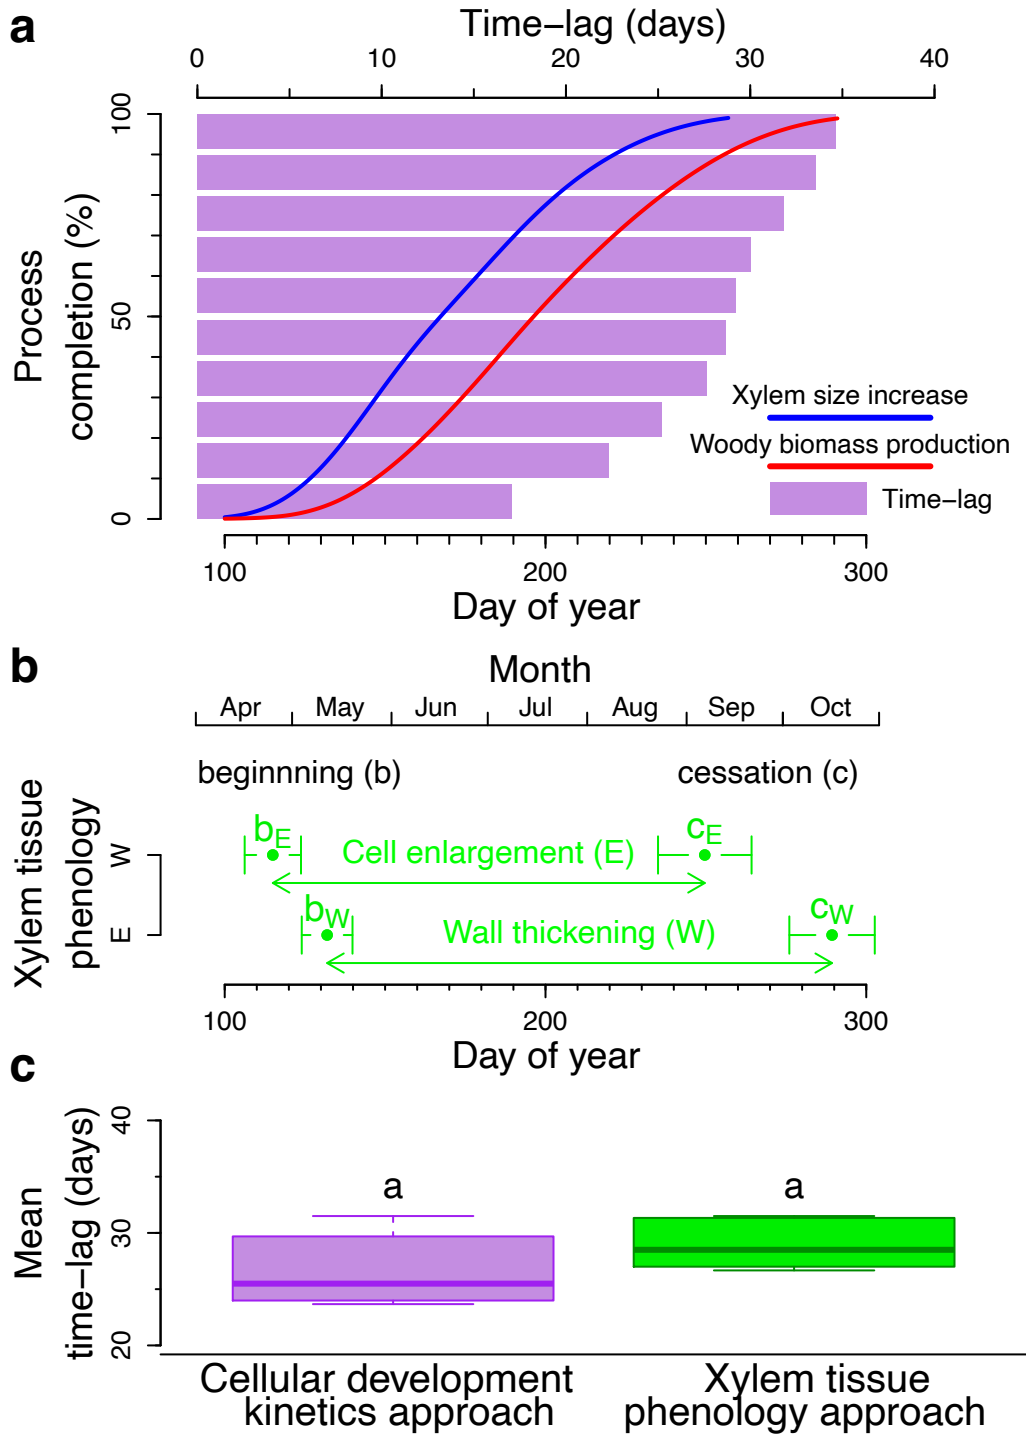 a
Time−lag (days)
0 10 20 30 40
Process
completion (%)
0 50 100
Xylem size increase
Woody biomass production
Time−lag
100 200 300
Day of year
b
Month
Apr May Jun Jul Aug Sep Oct
Xylem tissue
phenology
beginnning (b) cessation (c)
W
bE Cell enlargement (E) cE
E
bW Wall thickening (W) cW
100 200 300
Day of year
c
Mean
time−lag (days)
20 30 40
a a
Cellular development
kinetics approach
Xylem tissue
phenology approach